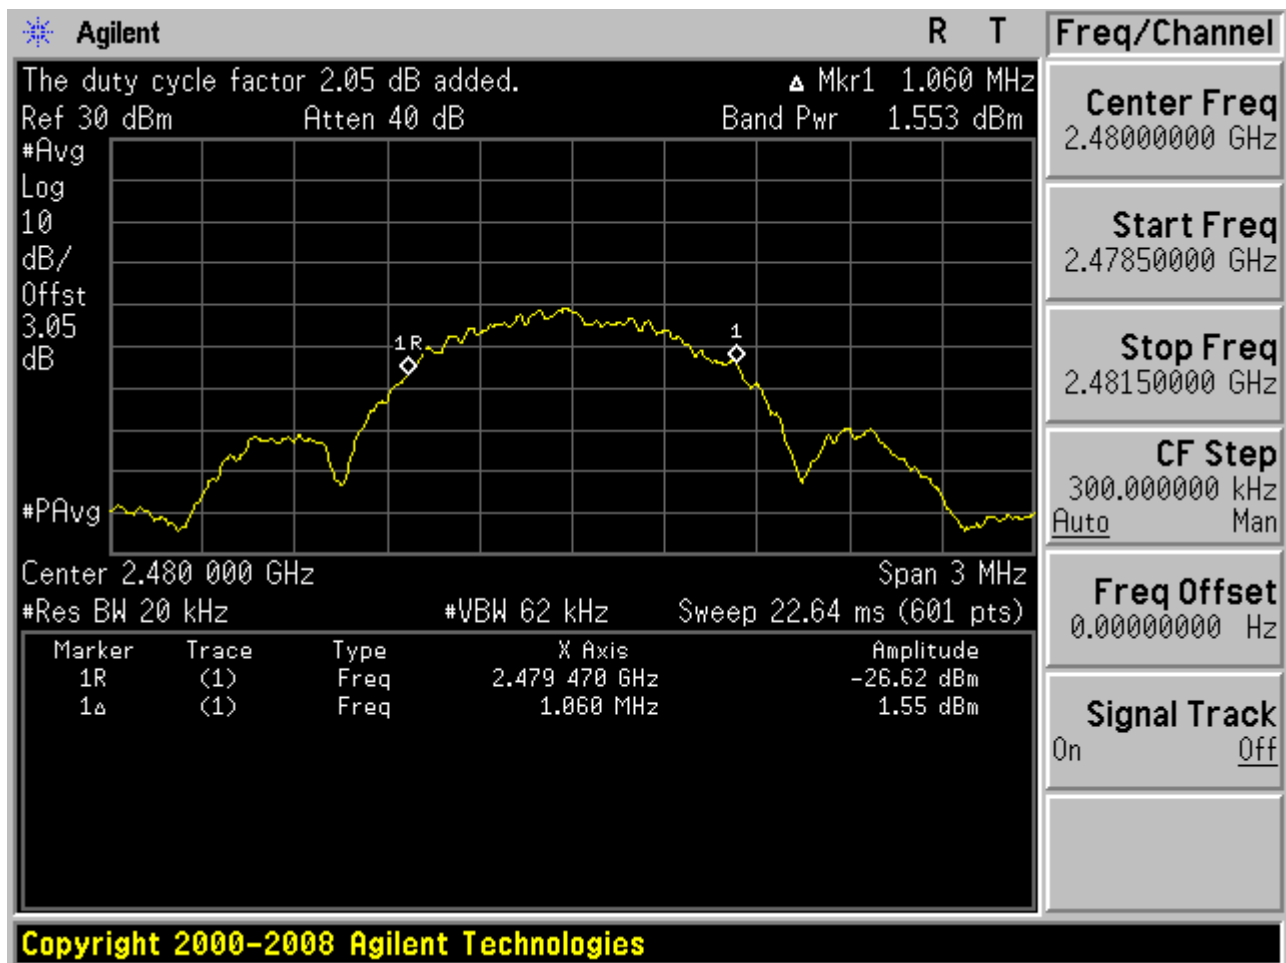 Agilent R T Freq/Channel
The duty cycle factor 2.05 dB added. Δ Mkr1 1.060 MHz
Ref 30 dBm Atten 40 dB Band Pwr 1.553 dBm
#Avg
Log
10
dB/
Offst
3.05
dB
1R
1
#PAvg
Center 2.480 000 GHz Span 3 MHz
#Res BW 20 kHz #VBW 62 kHz Sweep 22.64 ms (601 pts)
Marker Trace Type X Axis Amplitude
1R (1) Freq 2.479 470 GHz -26.62 dBm
1Δ (1) Freq 1.060 MHz 1.55 dBm
Center Freq
2.48000000 GHz
Start Freq
2.47850000 GHz
Stop Freq
2.48150000 GHz
CF Step
300.000000 kHz
Auto Man
Freq Offset
0.00000000 Hz
Signal Track
On Off
Copyright 2000-2008 Agilent Technologies